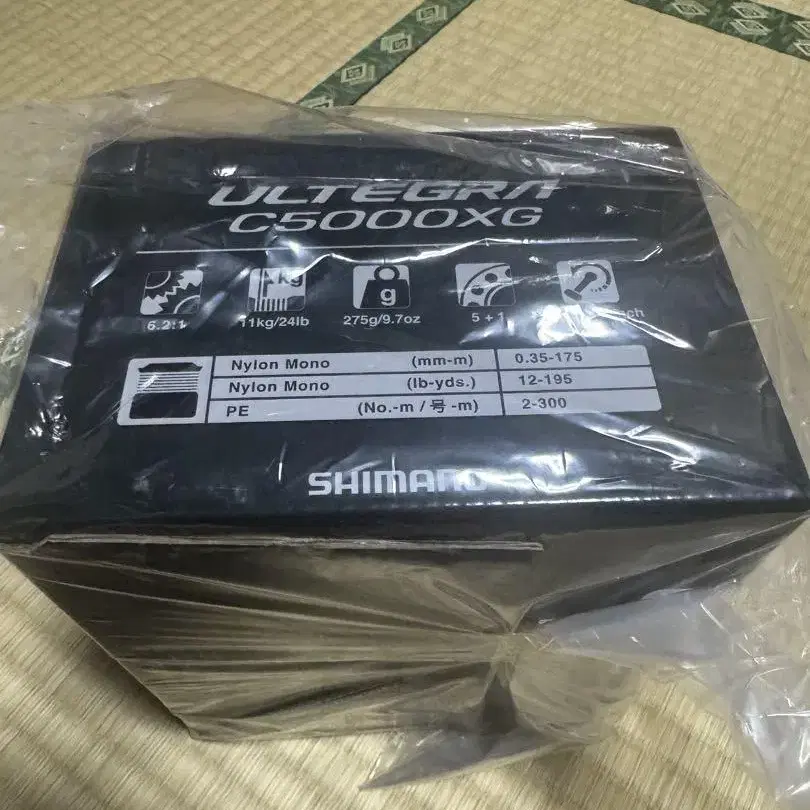 ULTEGRA
C5000XG
kg
g
6.2:1 11kg/24lb 275g/9.7oz 5 + 1
Nylon Mono (mm-m) 0.35-175
Nylon Mono (lb-yds.) 12-195
PE (No.-m / 号 -m) 2-300
SHIMANO